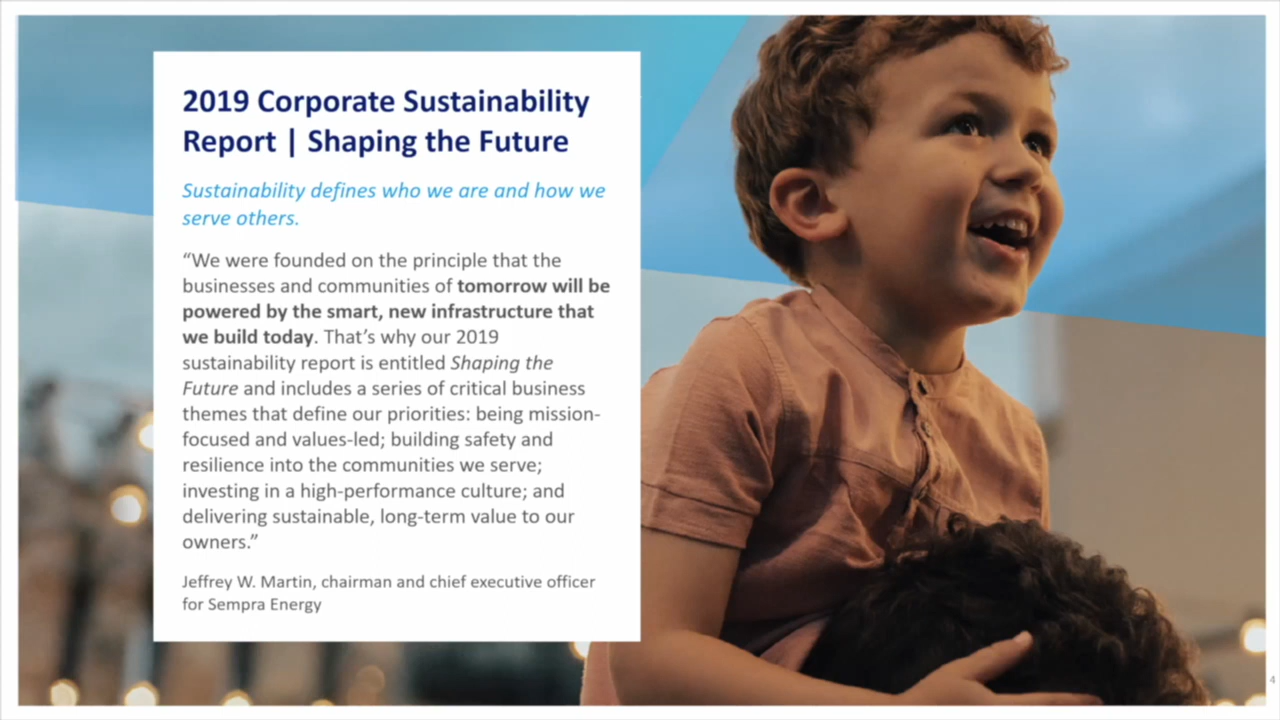 2019 Corporate Sustainability
Report | Shaping the Future
Sustainability defines who we are and how we
serve others.
“We were founded on the principle that the
businesses and communities of tomorrow will be
powered by the smart, new infrastructure that
we build today. That’s why our 2019
sustainability report is entitled Shaping the
Future and includes a series of critical business
themes that define our priorities: being mission-
focused and values-led; building safety and
resilience into the communities we serve;
investing in a high-performance culture; and
delivering sustainable, long-term value to our
owners.”
Jeffrey W. Martin, chairman and chief executive officer
for Sempra Energy
4